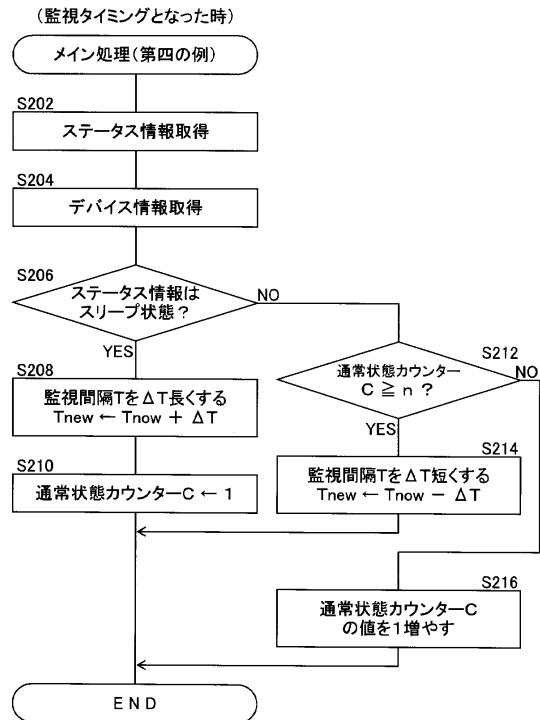 (監視タイミングとなった時)
メイン処理(第四の例)
S202
ステータス情報取得
S204
デバイス情報取得
S206
ステータス情報は
スリープ状態?
NO
YES
S208
監視間隔TをΔT長くする
Tnew ← Tnow + ΔT
S210
通常状態カウンターC ← 1
S212
通常状態カウンター
C ≧ n ?
NO
YES
S214
監視間隔TをΔT短くする
Tnew ← Tnow － ΔT
S216
通常状態カウンターC
の値を1増やす
END